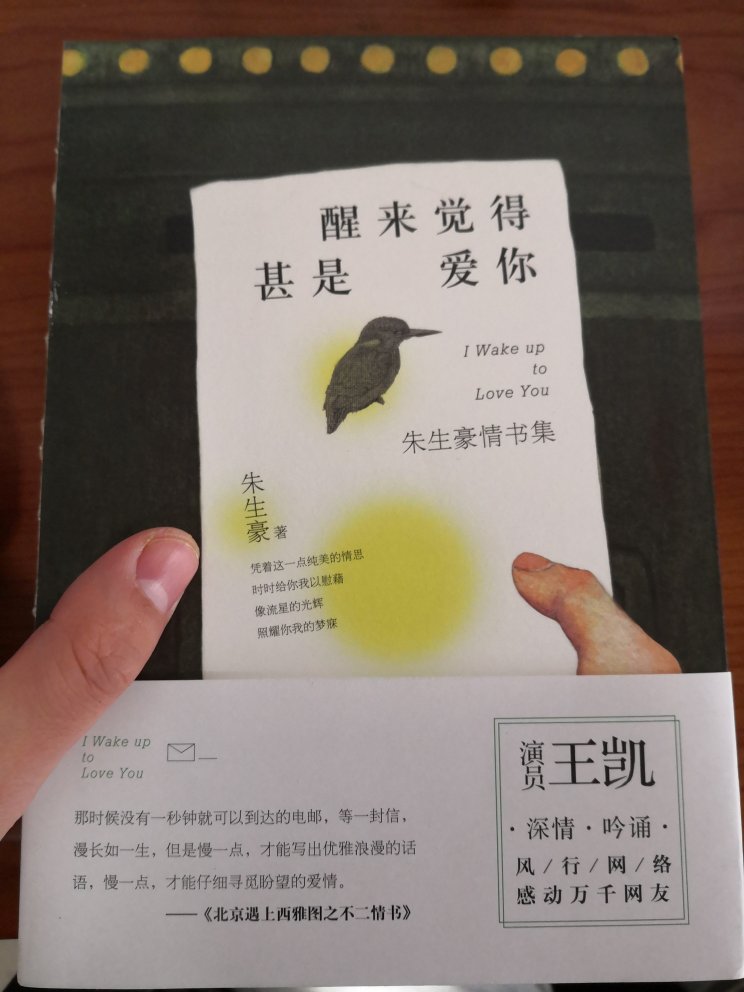 醒来觉得
甚是 爱你
I Wake up
to
Love You
朱生豪情书集
朱生豪 著
凭着这一点纯美的情思
时时给你我以慰藉
像流星的光辉
照耀你我的梦寐
I Wake up
to
Love You
那时候没有一秒钟就可以到达的电邮，等一封信，
漫长如一生，但是慢一点，才能写出优雅浪漫的话
语，慢一点，才能仔细寻觅盼望的爱情。
——《北京遇上西雅图之不二情书》
演员王凯
·深情·吟诵·
风/行/网/络
感动万千网友